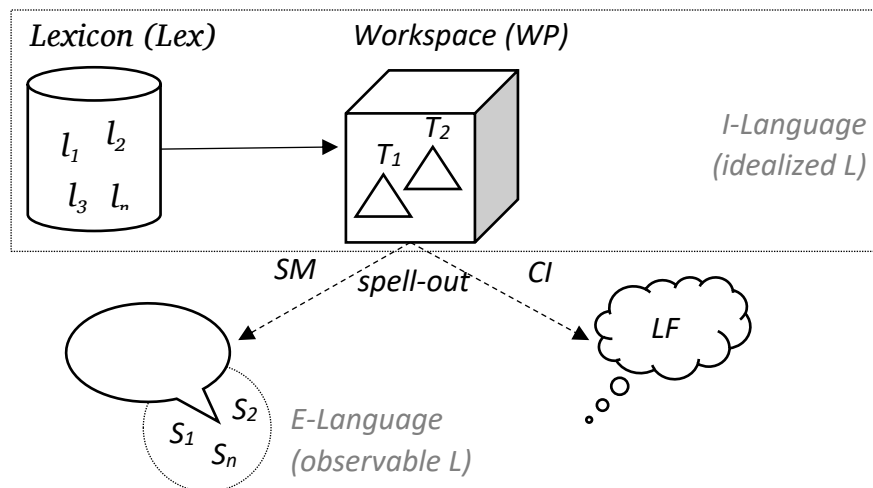 Lexicon (Lex)
Workspace (WP)
l1 l2
l3 ln
T1 T2
I-Language
(idealized L)
SM
spell-out
CI
LF
S1 S2
Sn
E-Language
(observable L)